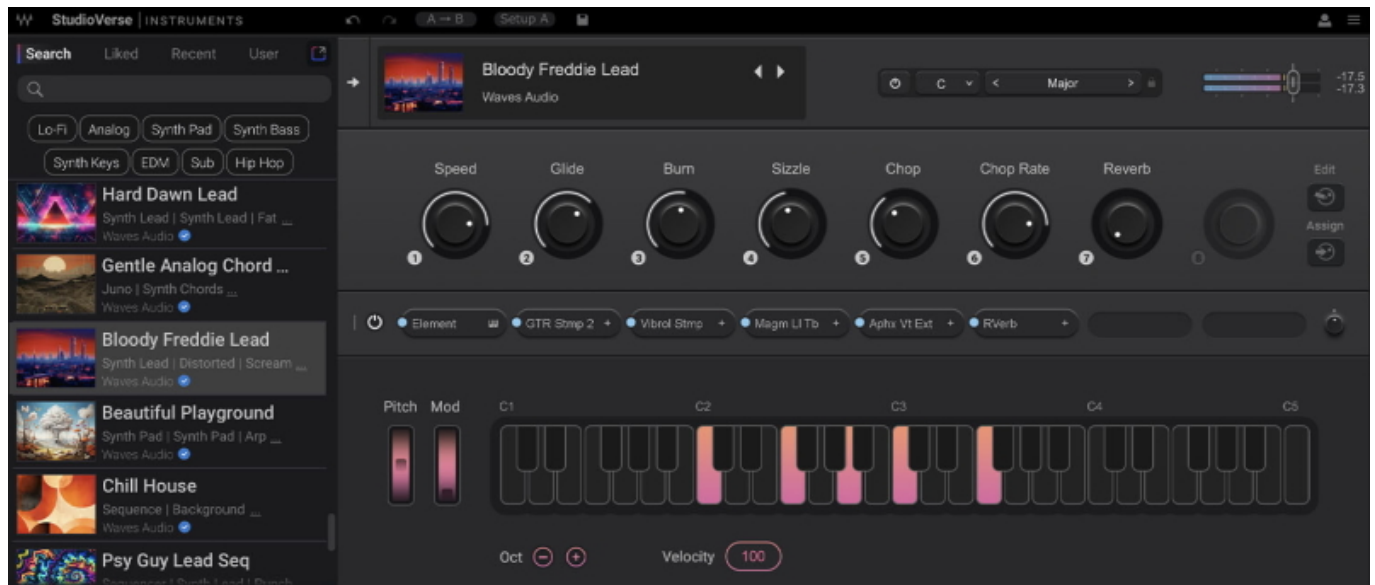 StudioVerse | INSTRUMENTS
A→B Setup A
Search Liked Recent User
Lo-Fi Analog Synth Pad Synth Bass
Synth Keys EDM Sub Hip Hop
Hard Dawn Lead
Synth Lead | Synth Lead | Fat ...
Waves Audio
Gentle Analog Chord ...
Juno | Synth Chords ...
Waves Audio
Bloody Freddie Lead
Synth Lead | Distorted | Scream ...
Waves Audio
Beautiful Playground
Synth Pad | Synth Pad | Arp ...
Waves Audio
Chill House
Sequence | Background ...
Waves Audio
Psy Guy Lead Seq
Sequencer | Synth Lead | Punch
Bloody Freddie Lead
Waves Audio
C < Major >
-17.5
-17.3
Speed Glide Burn Sizzle Chop Chop Rate Reverb
Edit
Assign
1 2 3 4 5 6 7 8
Element GTR Stmp 2 + Vibrol Stmp + Magm Ll Tb + Aphx Vt Ext + RVerb +
Pitch Mod C1 C2 C3 C4 C5
Oct − + Velocity 100